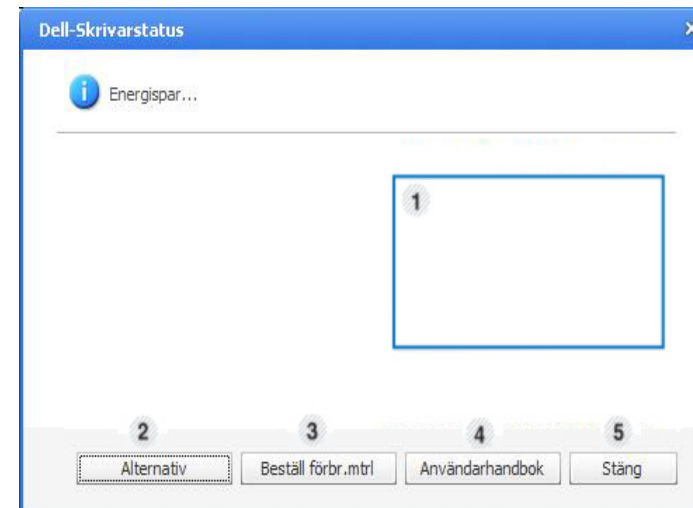 Dell-Skrivarstatus
Energispar...
1
2 3 4 5
Alternativ Beställ förbr.mtrl Användarhandbok Stäng